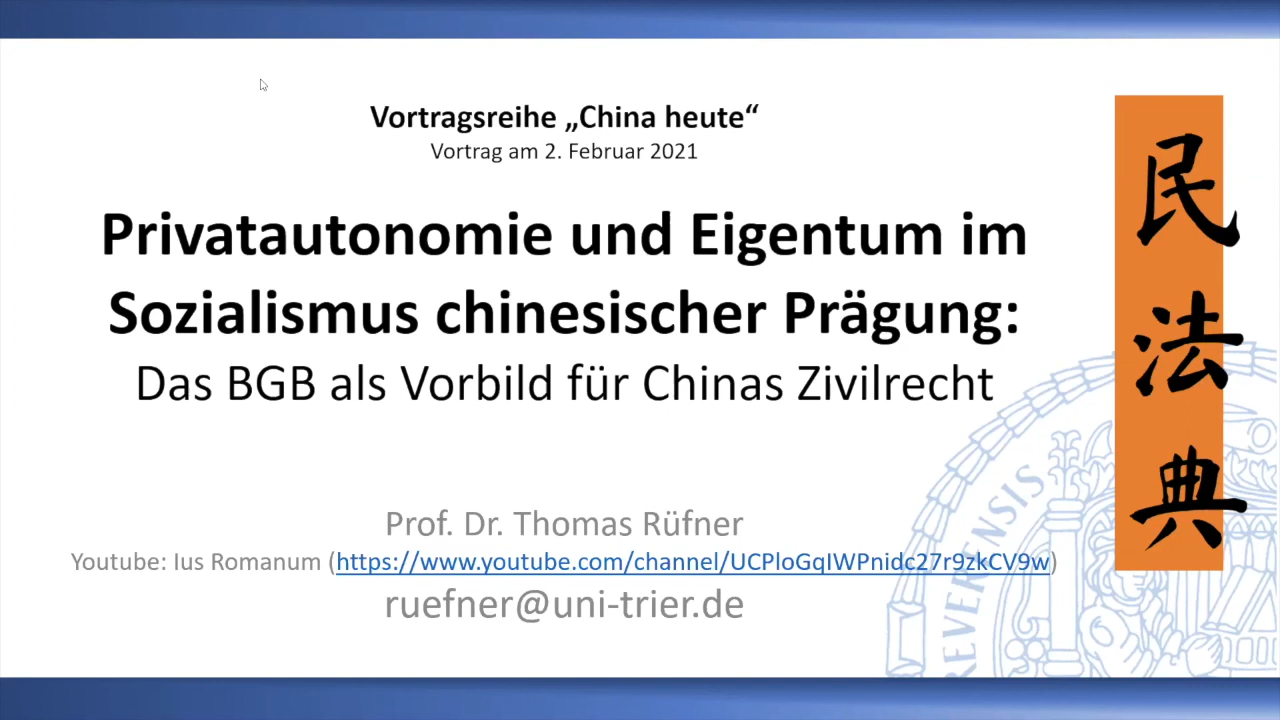 Vortragsreihe „China heute“
Vortrag am 2. Februar 2021
Privatautonomie und Eigentum im
Sozialismus chinesischer Prägung:
Das BGB als Vorbild für Chinas Zivilrecht
Prof. Dr. Thomas Rüfner
Youtube: Ius Romanum (https://www.youtube.com/channel/UCPloGqIWPnidc27r9zkCV9w)
ruefner@uni-trier.de
民法典
REVERENSIS